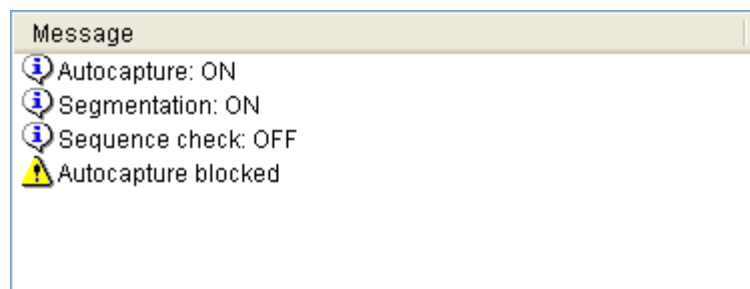 Message
Autocapture: ON
Segmentation: ON
Sequence check: OFF
Autocapture blocked